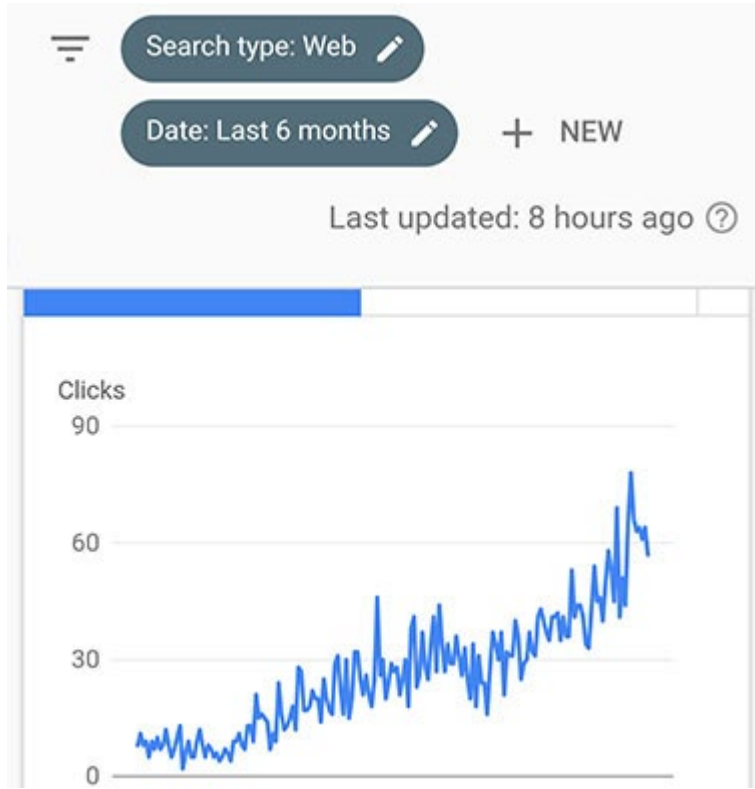 Search type: Web
Date: Last 6 months
NEW
Last updated: 8 hours ago
Clicks
90
60
30
0